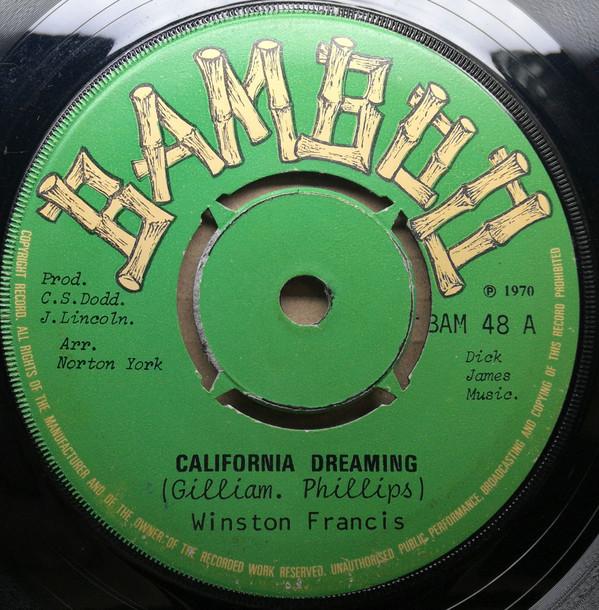 BAMBOO
Prod.
C.S.Dodd.
J.Lincoln.
Arr.
Norton York
℗ 1970
BAM 48 A
Dick
James
Music.
CALIFORNIA DREAMING
(Gilliam. Phillips)
Winston Francis
COPYRIGHT RECORD. ALL RIGHTS OF THE MANUFACTURER AND OF THE OWNER OF THE RECORDED WORK RESERVED. UNAUTHORISED PUBLIC PERFORMANCE BROADCASTING AND COPYING OF THIS RECORD PROHIBITED